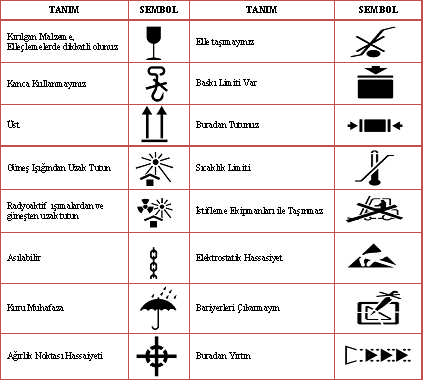 TANIM SEMBOL TANIM SEMBOL
Kırılgan Malzeme,
Elleçlemelerde dikkatli olunuz
Elle taşımayınız
Kanca Kullanmayınız
Baskı Limiti Var
Üst
Buradan Tutunuz
Güneş Işığından Uzak Tutun
Sıcaklık Limiti
Radyoaktif ışımalardan ve
güneşten uzak tutun
İstifleme Ekipmanları ile Taşınmaz
Asılabilir
Elektrostatik Hassasiyet
Kuru Muhafaza
Bariyerleri Çıkarmayın
Ağırlık Noktası Hassaiyeti
Buradan Yırtın